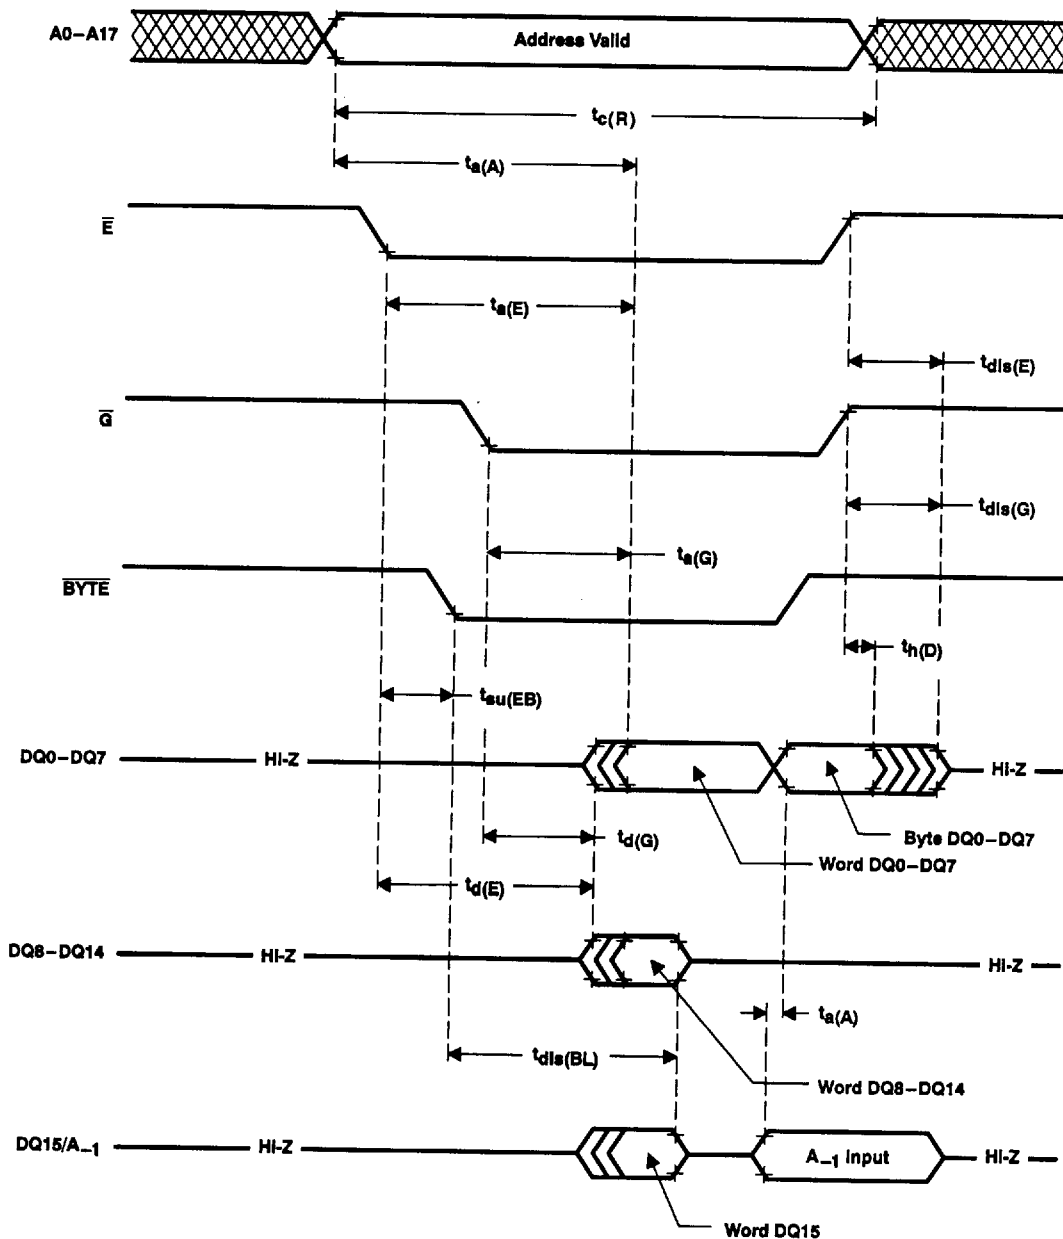 A0–A17
Address Valid
tc(R)
ta(A)
E
ta(E)
tdis(E)
G
tdis(G)
ta(G)
BYTE
th(D)
tsu(EB)
DQ0–DQ7
Hi-Z
Hi-Z
td(G)
Byte DQ0–DQ7
Word DQ0–DQ7
td(E)
DQ8–DQ14
Hi-Z
Hi-Z
ta(A)
tdis(BL)
Word DQ8–DQ14
DQ15/A–1
Hi-Z
A–1 Input
Hi-Z
Word DQ15